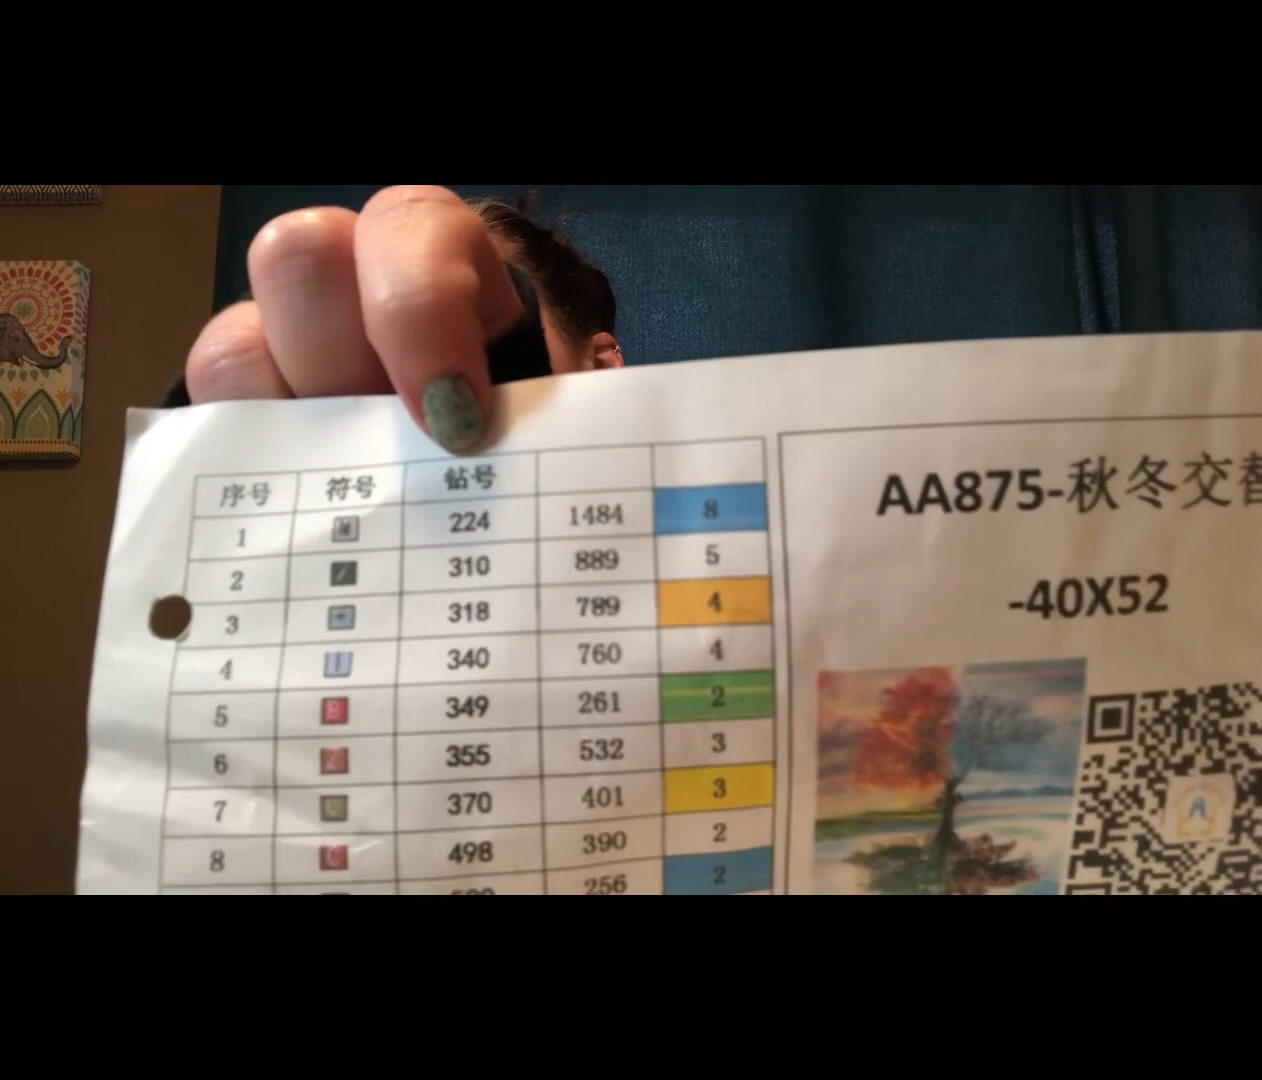 序号 符号 钻号
1 M 224 1484 8
2 / 310 889 5
3 + 318 789 4
4 I 340 760 4
5 B 349 261 2
6 Z 355 532 3
7 L 370 401 3
8 C 498 390 2
256 2
AA875-秋冬交替
-40X52